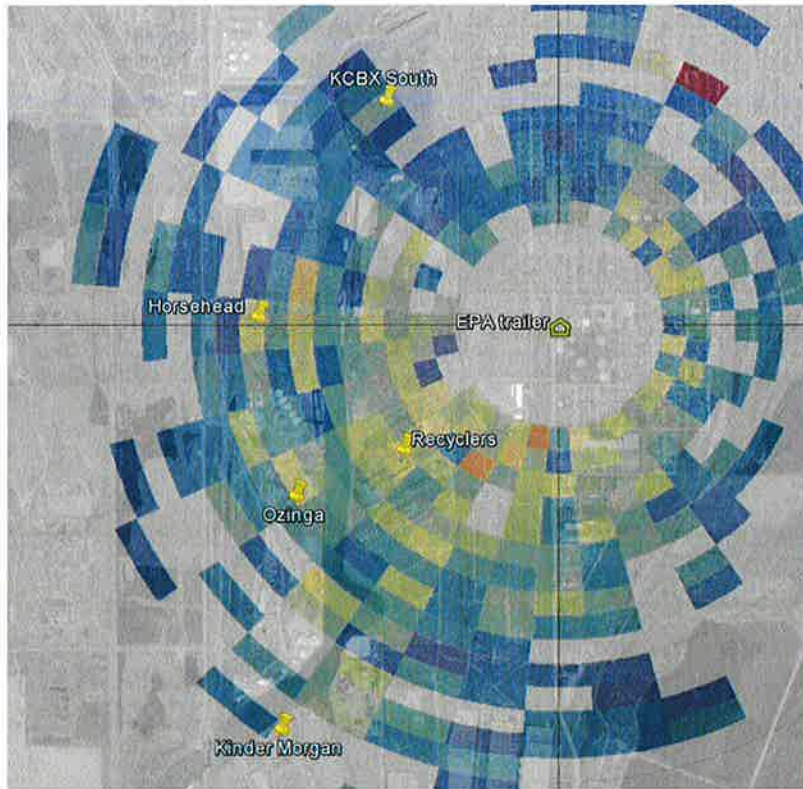 KCBX South
Horsehead
EPA trailer
Recyclers
Ozinga
Kinder Morgan